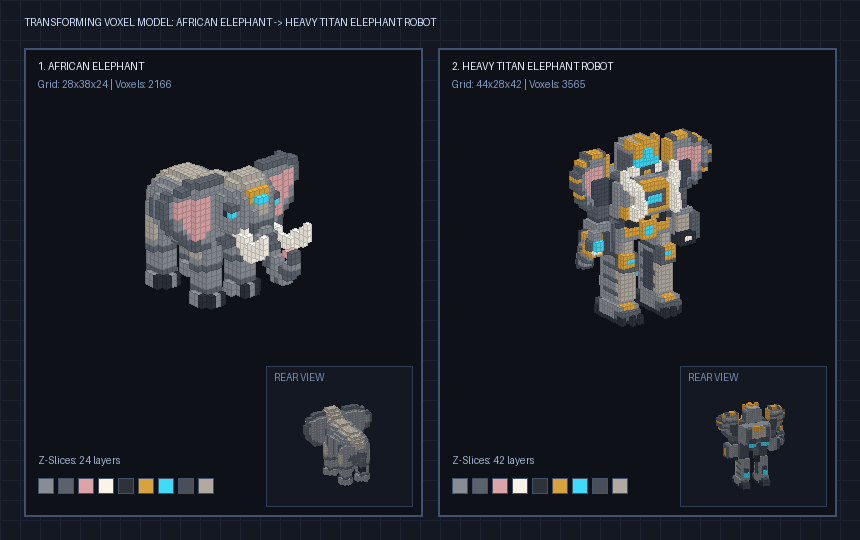 TRANSFORMING VOXEL MODEL: AFRICAN ELEPHANT -> HEAVY TITAN ELEPHANT ROBOT
1. AFRICAN ELEPHANT
Grid: 28x38x24 | Voxels: 2166
REAR VIEW
Z-Slices: 24 layers
2. HEAVY TITAN ELEPHANT ROBOT
Grid: 44x28x42 | Voxels: 3565
REAR VIEW
Z-Slices: 42 layers